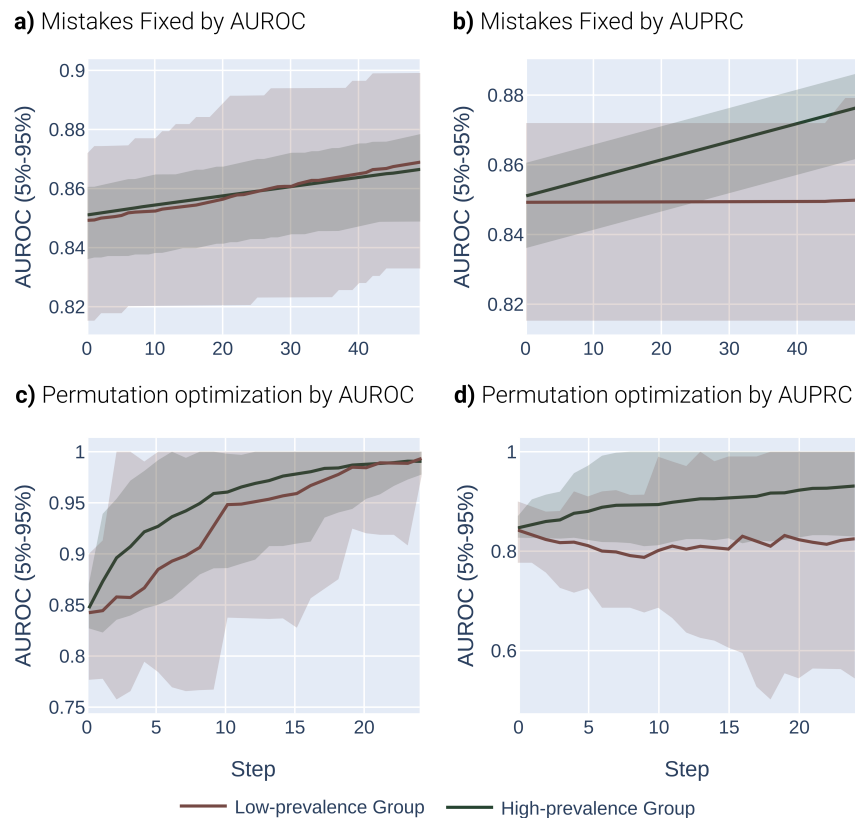 a) Mistakes Fixed by AUROC
b) Mistakes Fixed by AUPRC
AUROC (5%-95%)
0.9
0.88
0.86
0.84
0.82
0 10 20 30 40
AUROC (5%-95%)
0.88
0.86
0.84
0.82
0 10 20 30 40
c) Permutation optimization by AUROC
d) Permutation optimization by AUPRC
AUROC (5%-95%)
1
0.95
0.9
0.85
0.8
0.75
0 5 10 15 20
Step
AUROC (5%-95%)
1
0.8
0.6
0 5 10 15 20
Step
Low-prevalence Group
High-prevalence Group